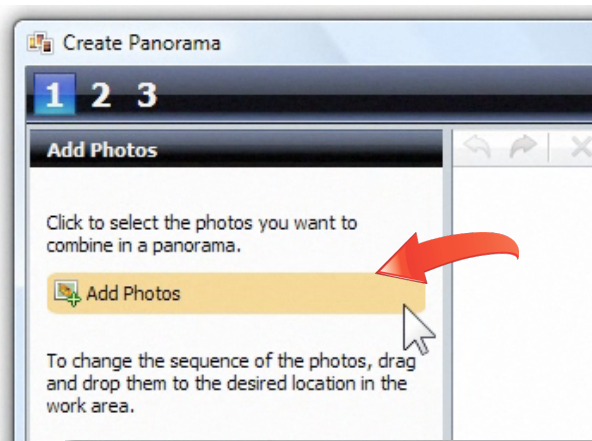 Create Panorama
1 2 3
Add Photos
Click to select the photos you want to
combine in a panorama.
Add Photos
To change the sequence of the photos, drag
and drop them to the desired location in the
work area.